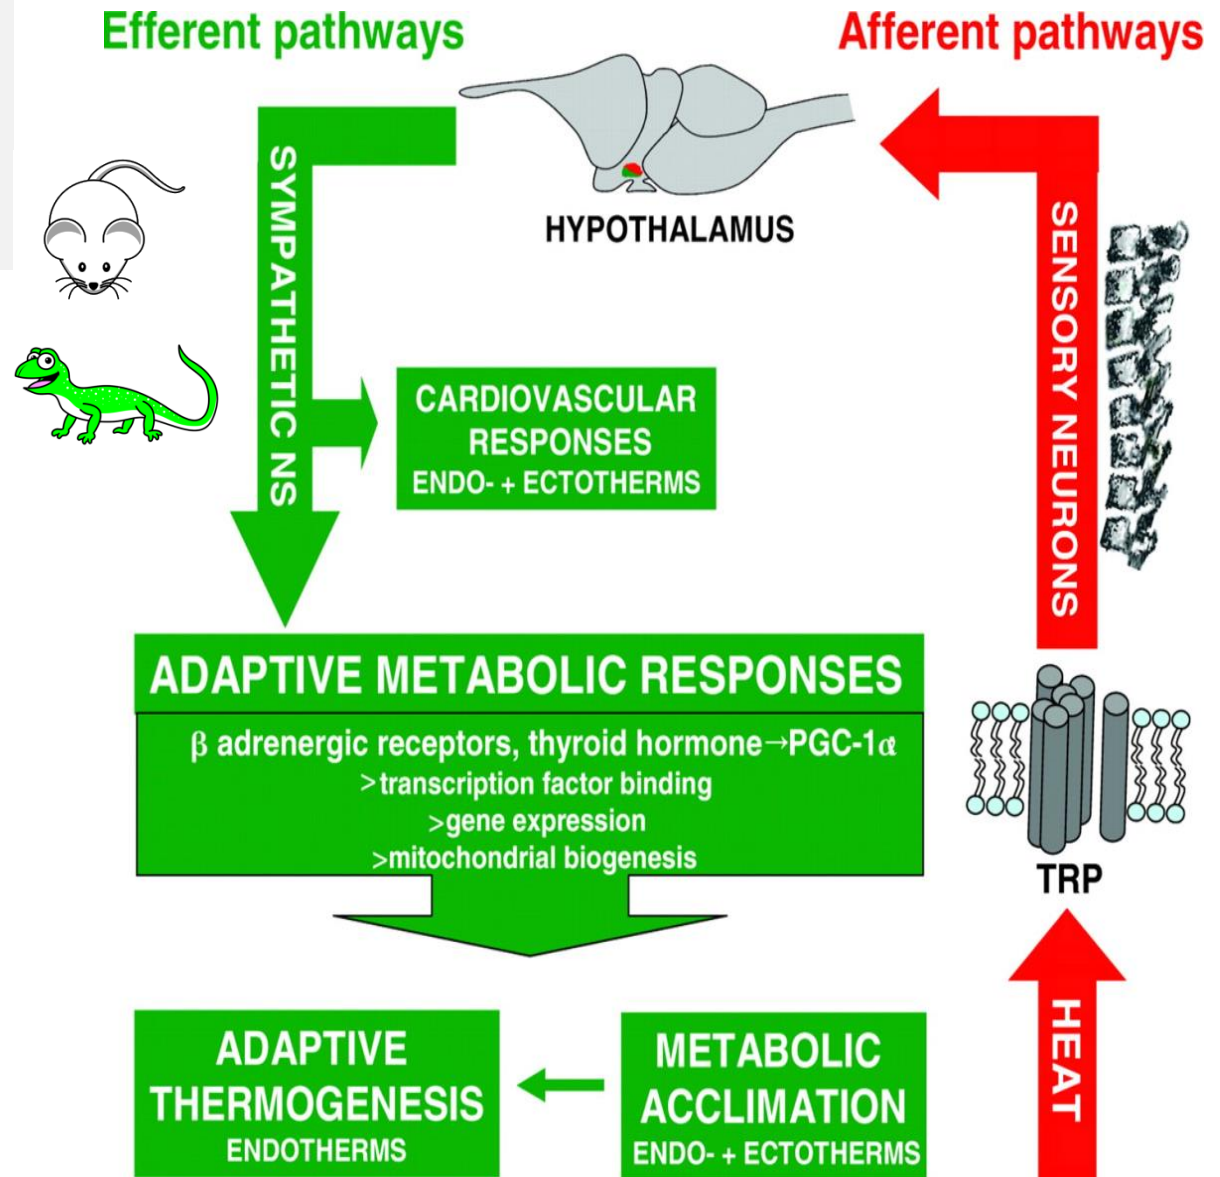 Efferent pathways
Afferent pathways
HYPOTHALAMUS
SYMPATHETIC NS
SENSORY NEURONS
CARDIOVASCULAR
RESPONSES
ENDO- + ECTOTHERMS
ADAPTIVE METABOLIC RESPONSES
β adrenergic receptors, thyroid hormone→PGC-1α
>transcription factor binding
>gene expression
>mitochondrial biogenesis
TRP
HEAT
ADAPTIVE
THERMOGENESIS
ENDOTHERMS
METABOLIC
ACCLIMATION
ENDO- + ECTOTHERMS